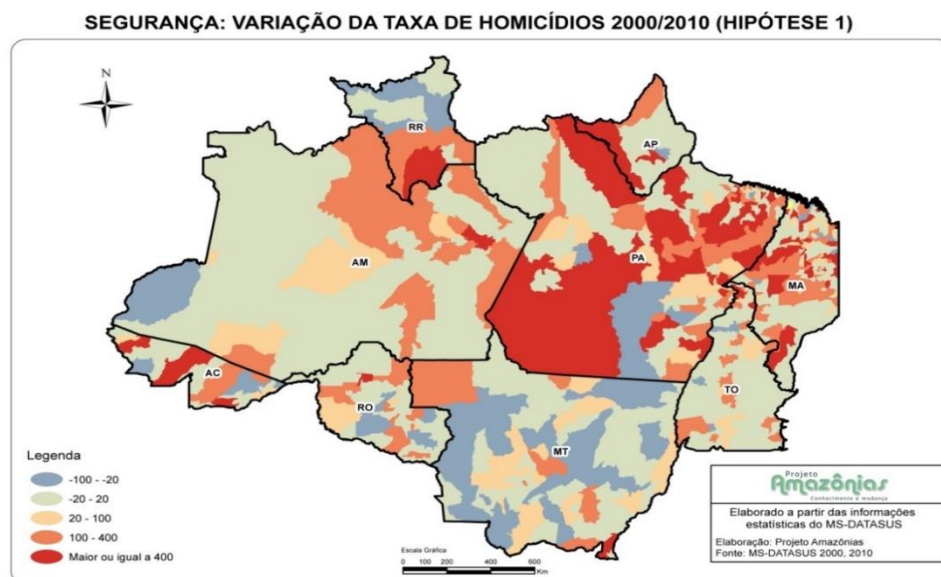 SEGURANÇA: VARIAÇÃO DA TAXA DE HOMICÍDIOS 2000/2010 (HIPÓTESE 1)
N
RR
AP
AM
PA
MA
AC
RO
TO
MT
Legenda
-100 - -20
-20 - 20
20 - 100
100 - 400
Maior ou igual a 400
Escala Gráfica
0 100 200 400 600
Km
Projeto
Amazônias
Conhecimento e mudança
Elaborado a partir das informações
estatísticas do MS-DATASUS
Elaboração: Projeto Amazônias
Fonte: MS-DATASUS 2000, 2010